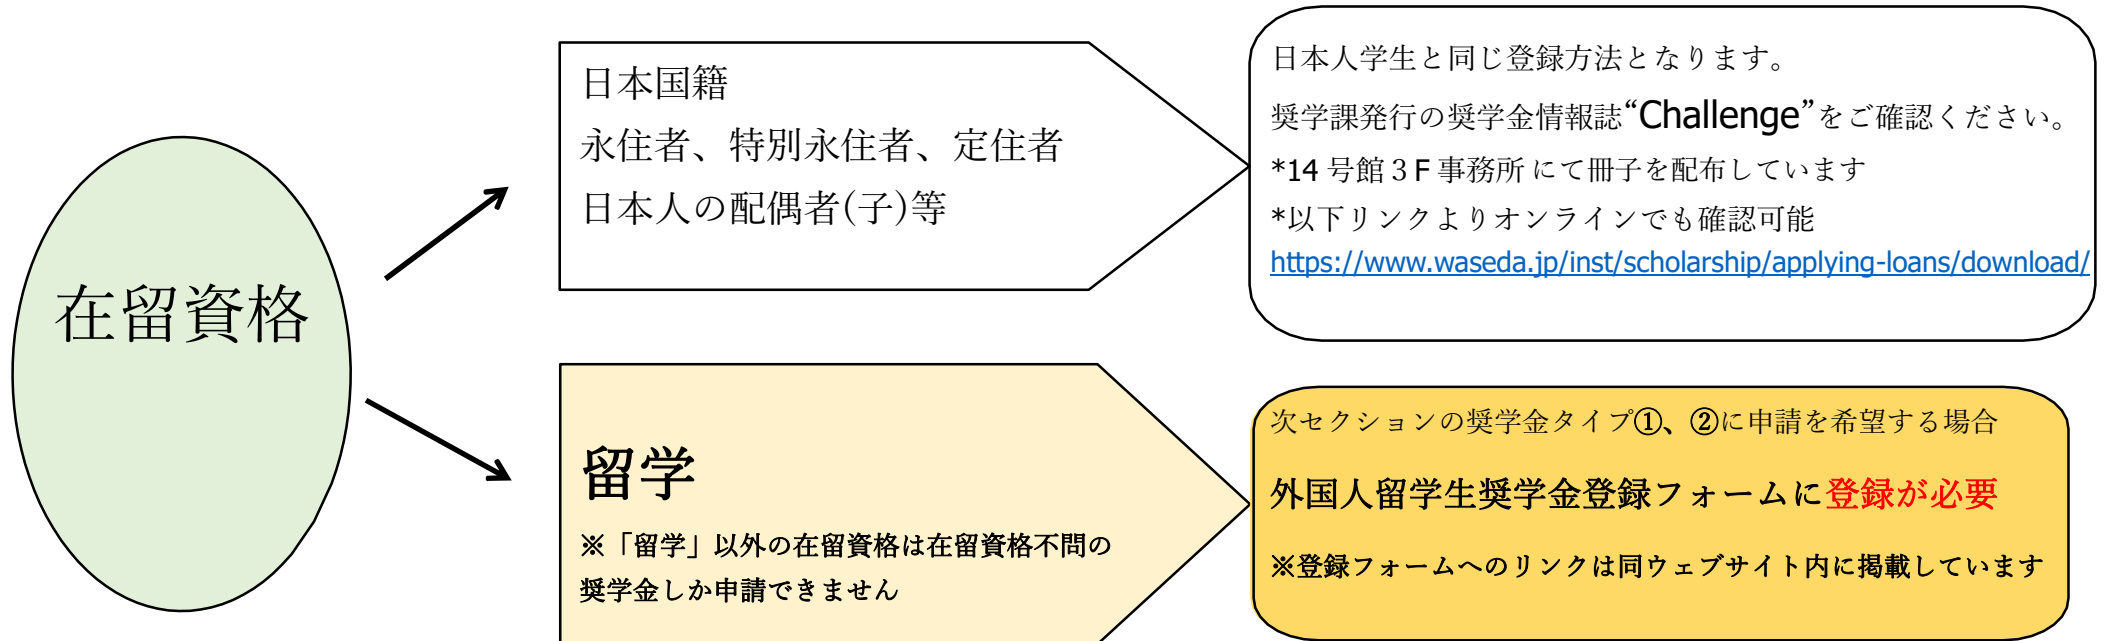 在留資格
日本国籍
永住者、特別永住者、定住者
日本人の配偶者(子)等
日本人学生と同じ登録方法となります。
奨学課発行の奨学金情報誌“Challenge”をご確認ください。
*14 号館３F 事務所にて冊子を配布しています
*以下リンクよりオンラインでも確認可能
https://www.waseda.jp/inst/scholarship/applying-loans/download/
留学
※「留学」以外の在留資格は在留資格不問の
奨学金しか申請できません
次セクションの奨学金タイプ①、②に申請を希望する場合
外国人留学生奨学金登録フォームに登録が必要
※登録フォームへのリンクは同ウェブサイト内に掲載しています